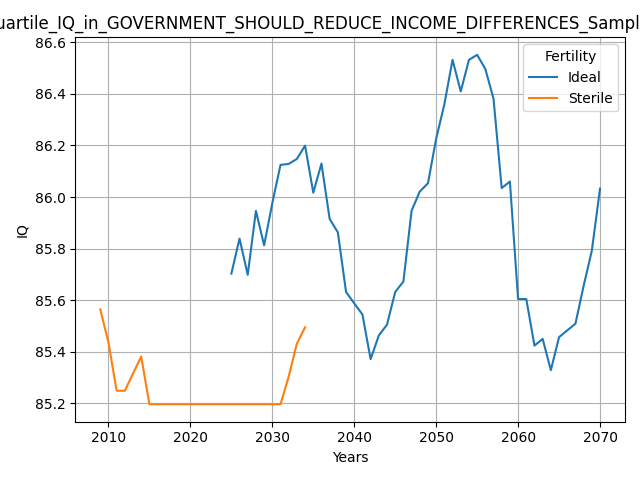 uartile_IQ_in_GOVERNMENT_SHOULD_REDUCE_INCOME_DIFFERENCES_Sampl
86.6
86.4
86.2
86.0
85.8
85.6
85.4
85.2
IQ
Fertility
Ideal
Sterile
2010 2020 2030 2040 2050 2060 2070
Years